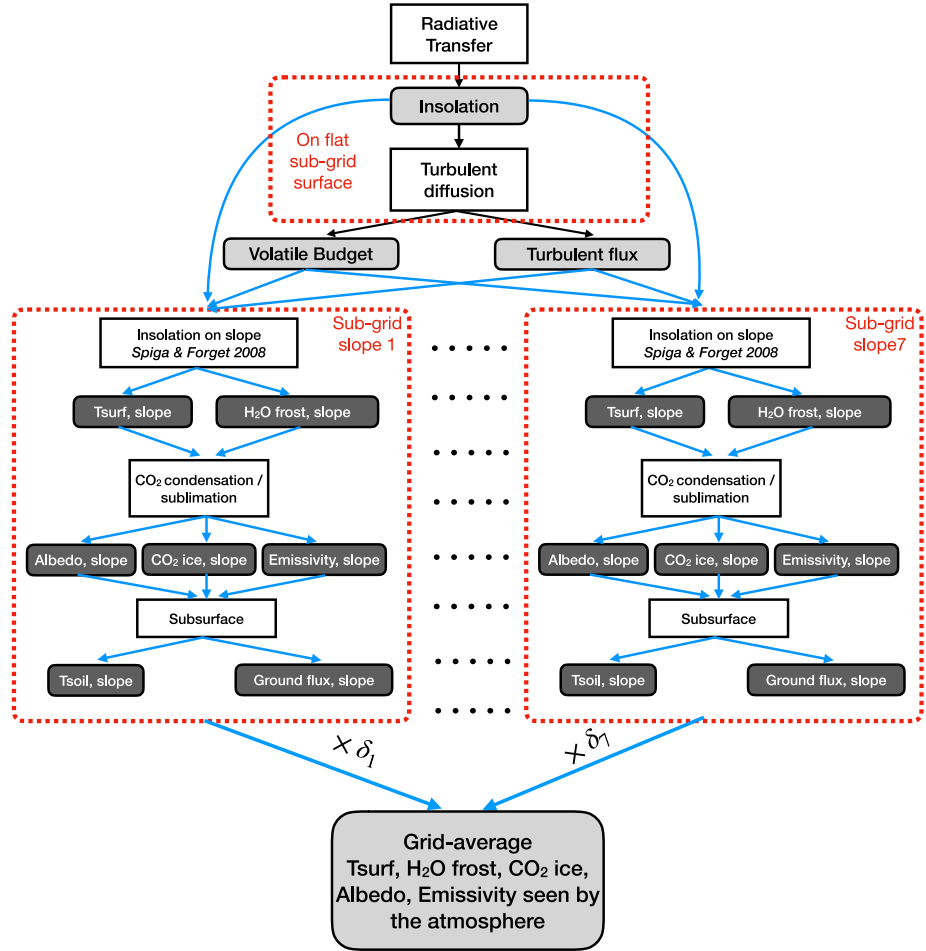 Radiative
Transfer
Insolation
On flat
sub-grid
surface
Turbulent
diffusion
Volatile Budget
Turbulent flux
Sub-grid
slope 1
Insolation on slope
Spiga & Forget 2008
Tsurf, slope
H₂O frost, slope
CO₂ condensation /
sublimation
Albedo, slope
CO₂ ice, slope
Emissivity, slope
Subsurface
Tsoil, slope
Ground flux, slope
Sub-grid
slope7
Insolation on slope
Spiga & Forget 2008
Tsurf, slope
H₂O frost, slope
CO₂ condensation /
sublimation
Albedo, slope
CO₂ ice, slope
Emissivity, slope
Subsurface
Tsoil, slope
Ground flux, slope
× δ₁
× δ₇
Grid-average
Tsurf, H₂O frost, CO₂ ice,
Albedo, Emissivity seen by
the atmosphere